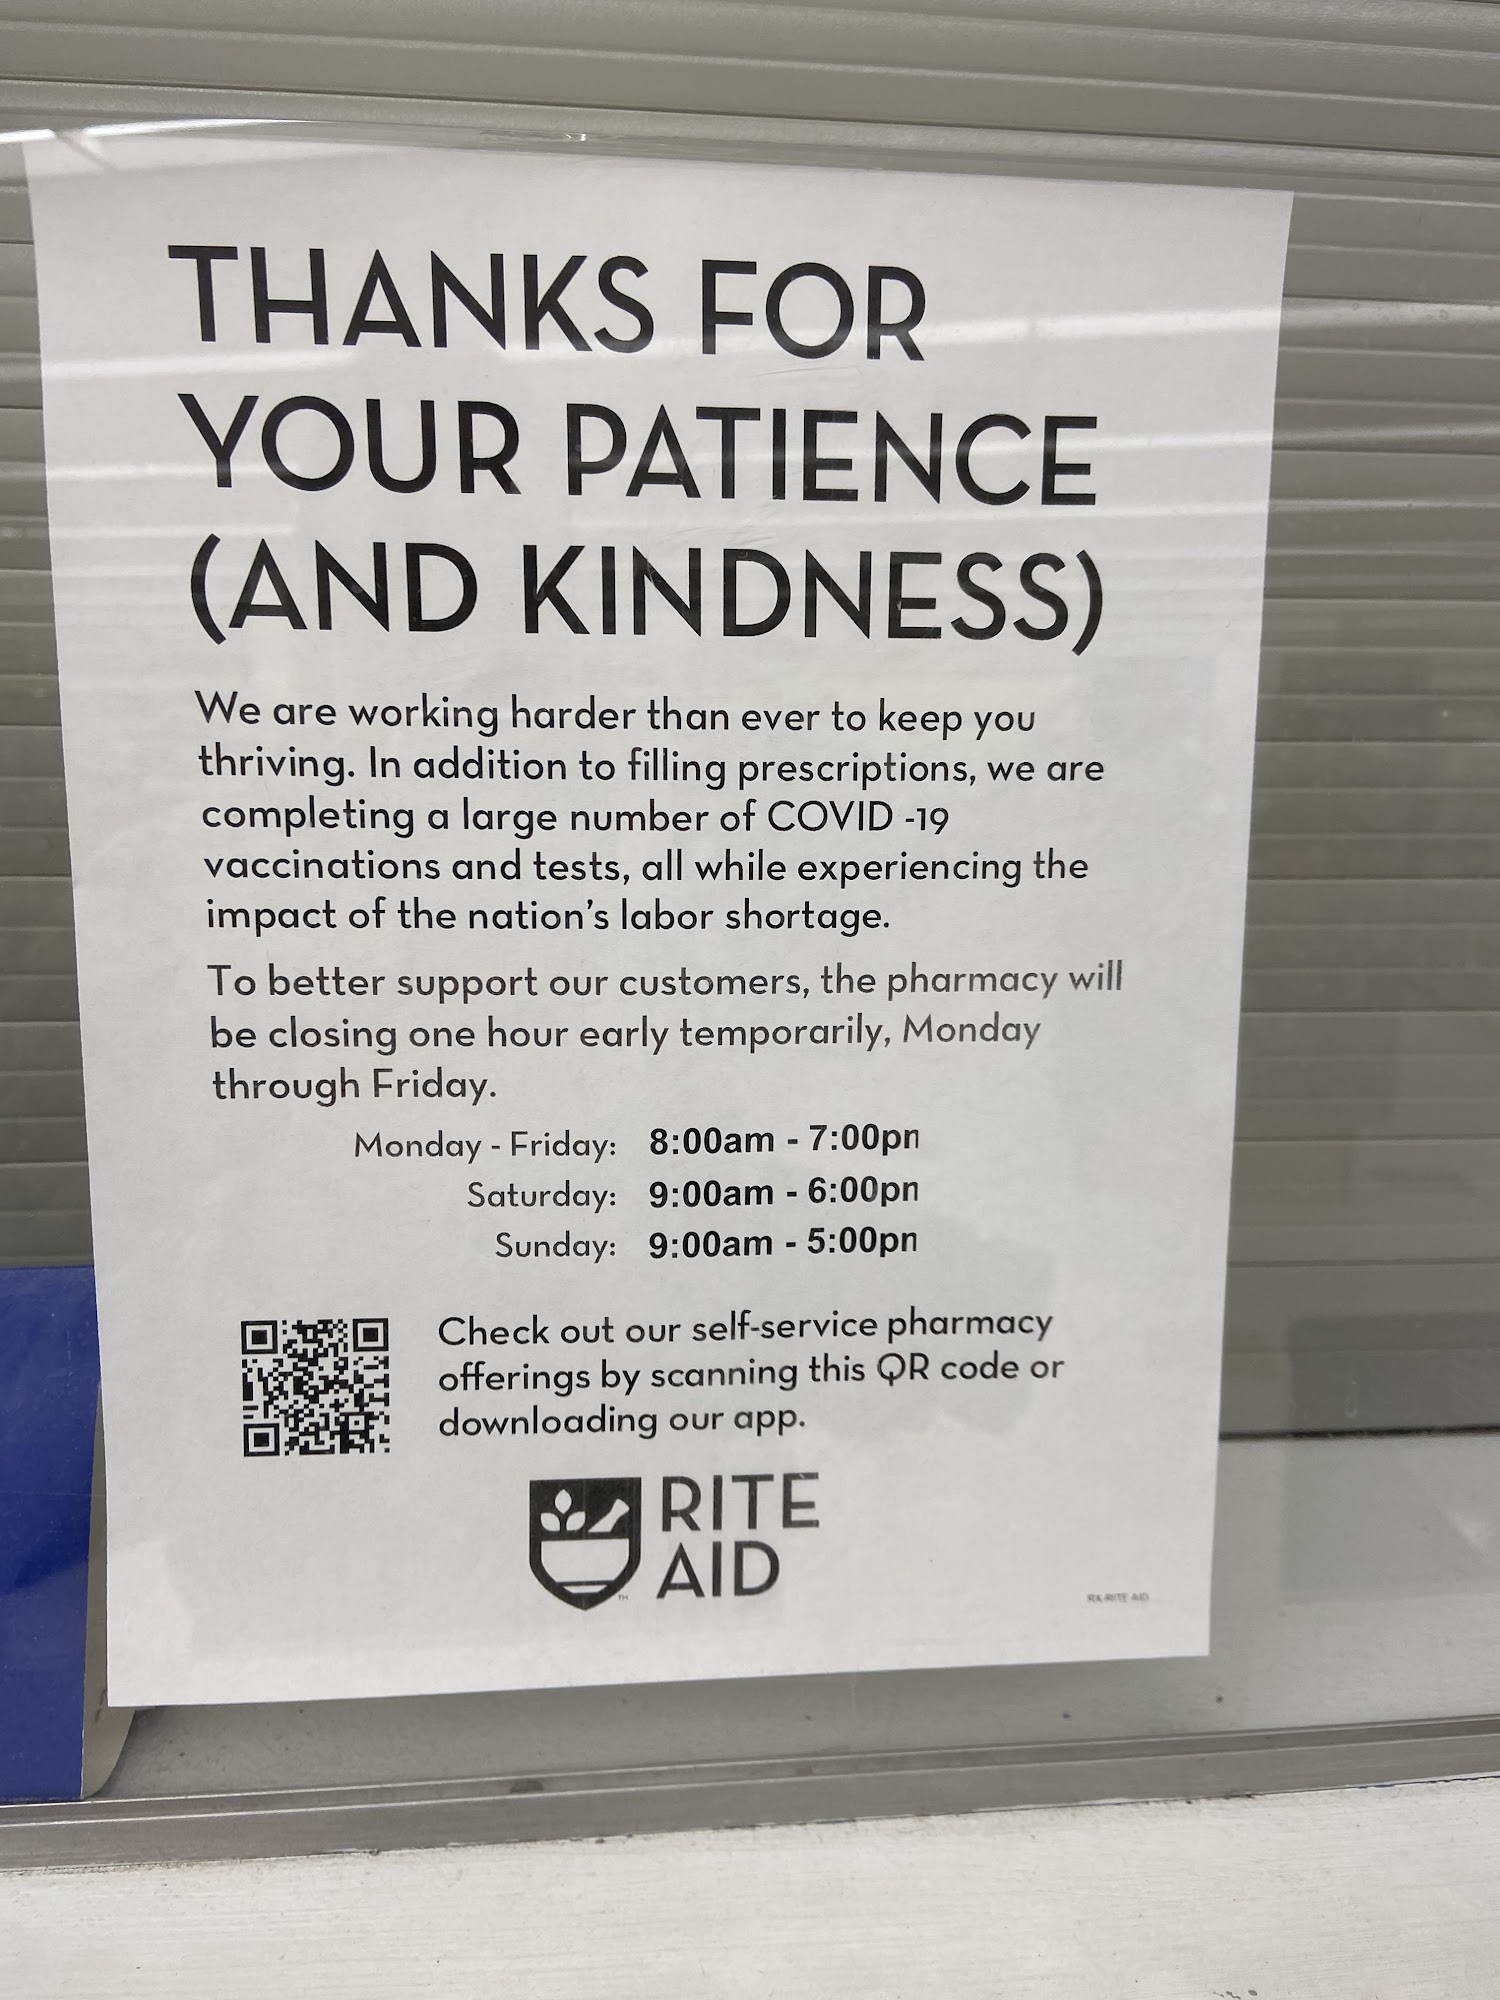 THANKS FOR
YOUR PATIENCE
(AND KINDNESS)
We are working harder than ever to keep you
thriving. In addition to filling prescriptions, we are
completing a large number of COVID -19
vaccinations and tests, all while experiencing the
impact of the nation's labor shortage.
To better support our customers, the pharmacy will
be closing one hour early temporarily, Monday
through Friday.
Monday - Friday: 8:00am - 7:00pn
Saturday: 9:00am - 6:00pn
Sunday: 9:00am - 5:00pn
Check out our self-service pharmacy
offerings by scanning this QR code or
downloading our app.
RITE
AID
TM
RX-RITE AID